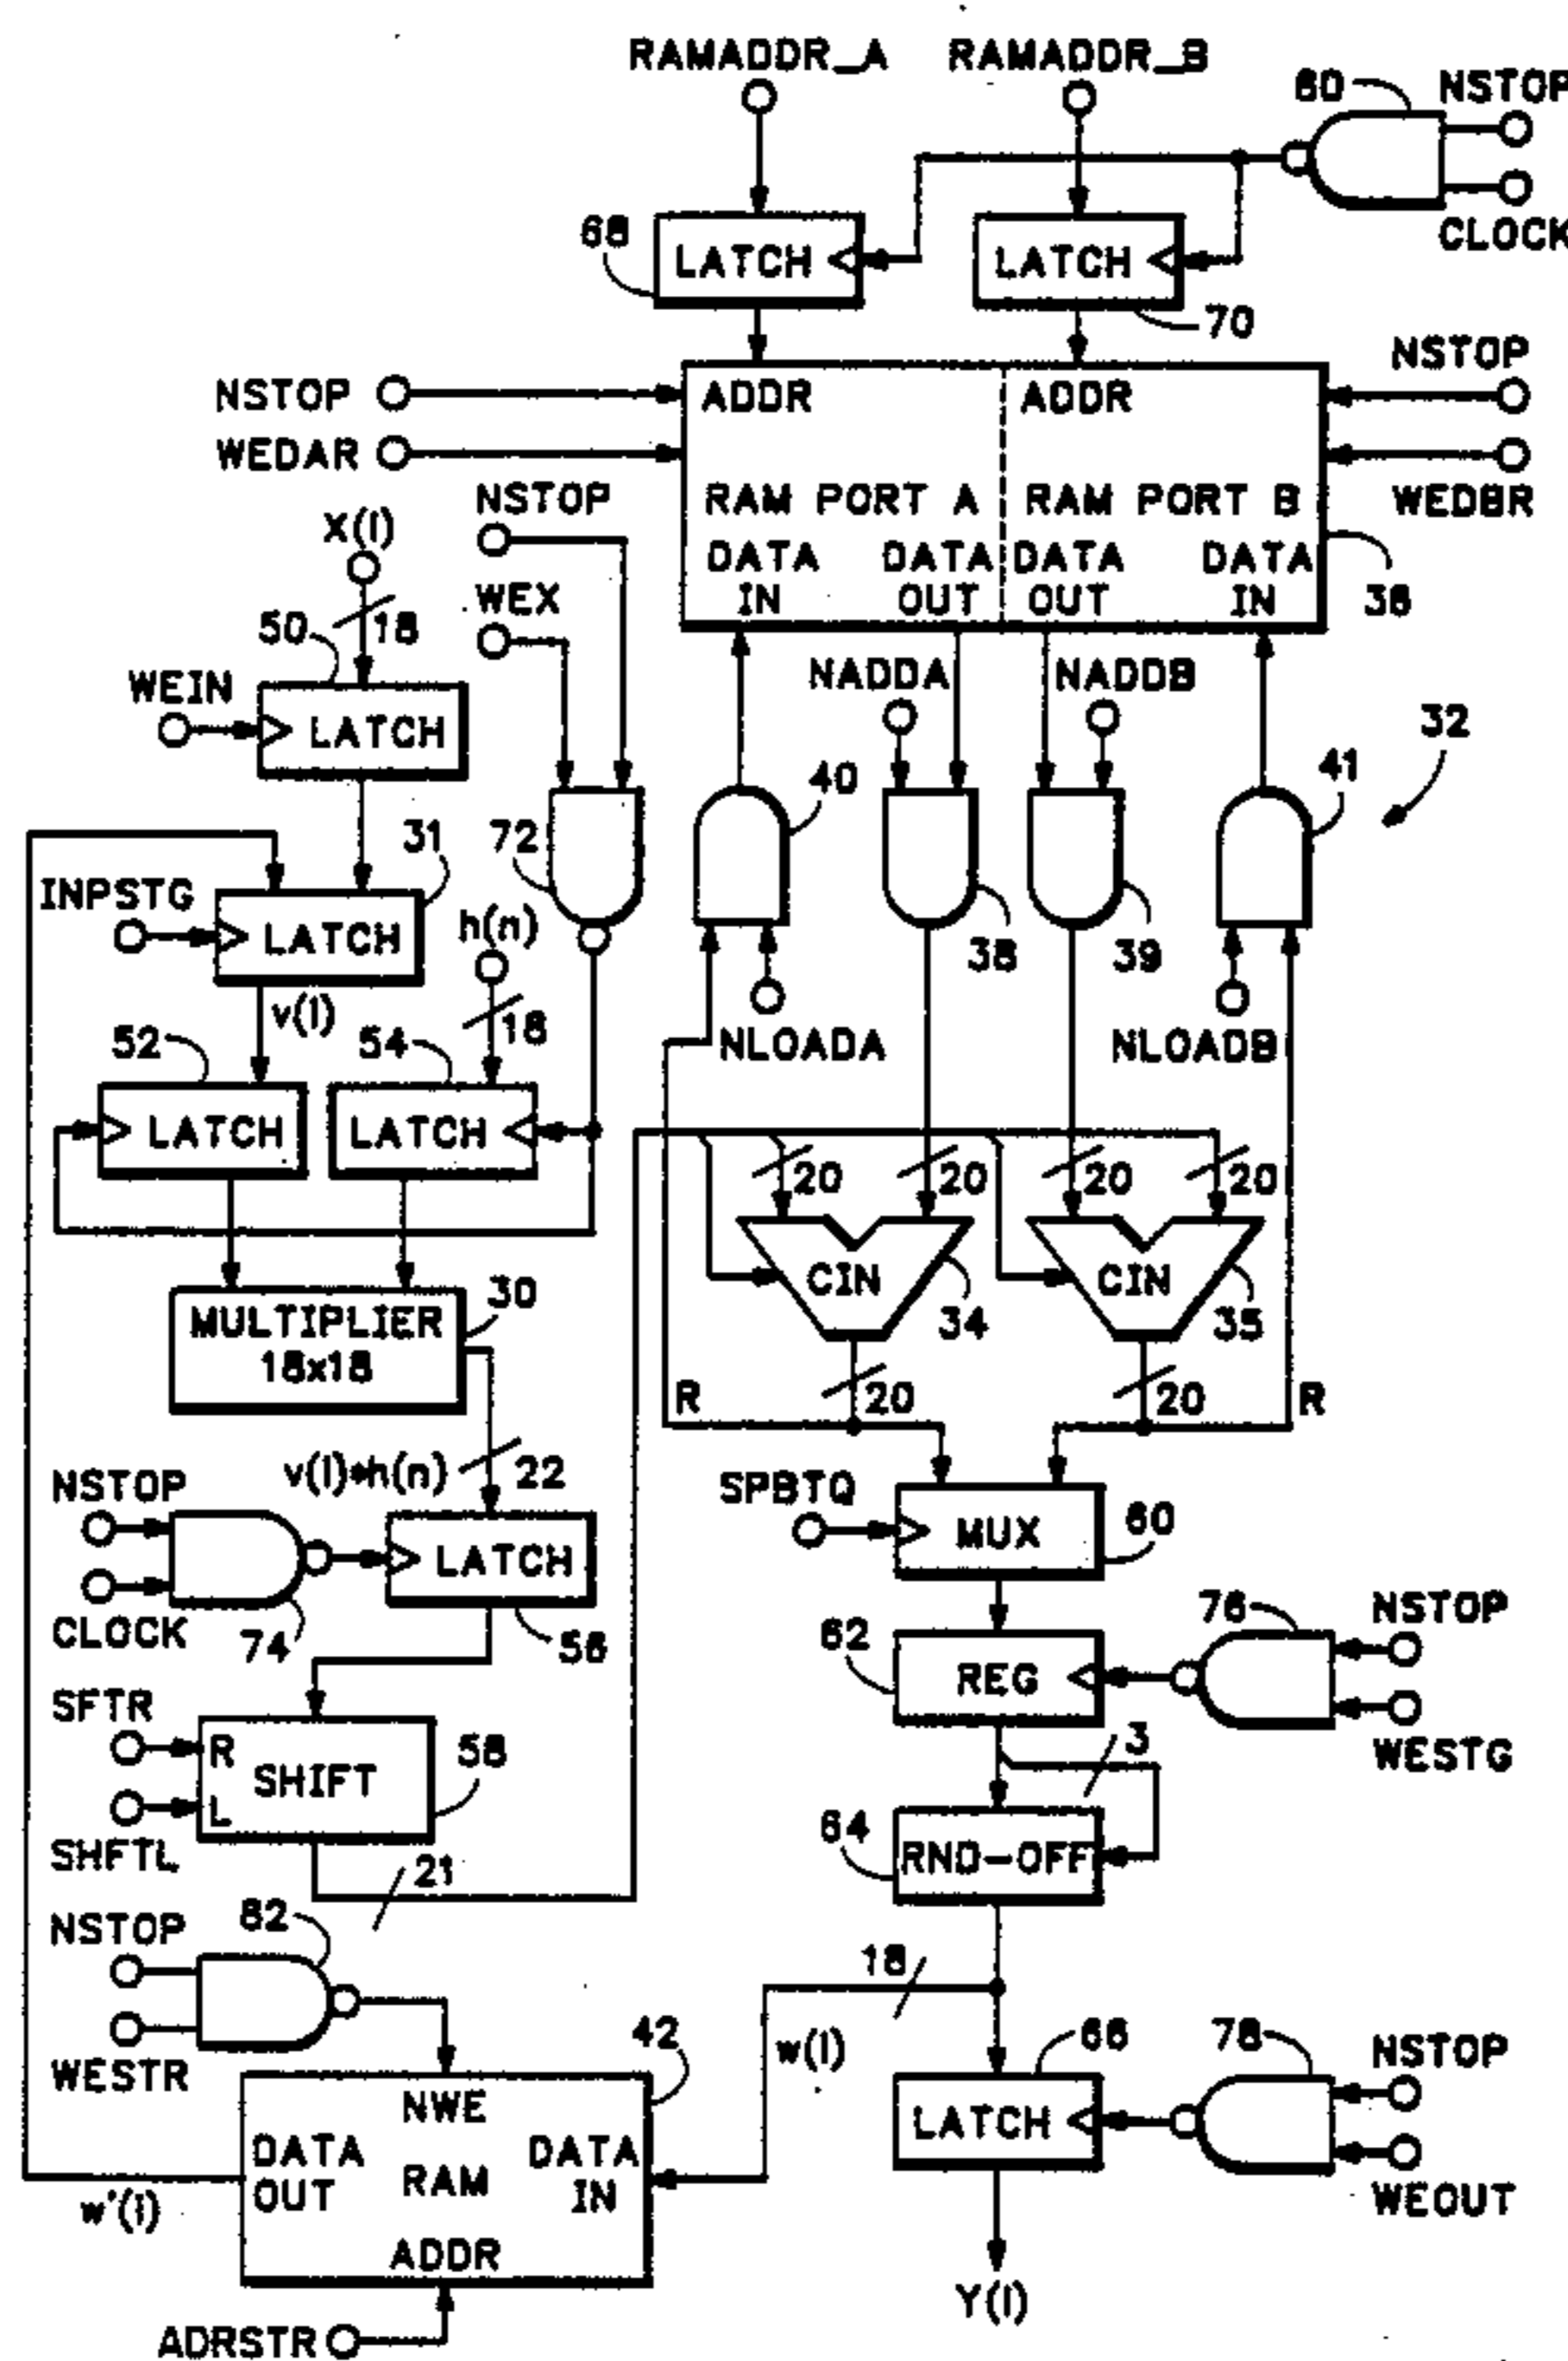 RAMADDR_A
RAMADDR_B
80
NSTOP
CLOCK
68
LATCH
LATCH
70
NSTOP
WEDAR
ADDR
ADDR
NSTOP
WEDBR
RAM PORT A
RAM PORT B
DATA IN
DATA OUT
DATA OUT
DATA IN
36
NSTOP
WEX
X(I)
18
50
WEIN
LATCH
NADDA
NADDB
32
40
41
31
72
INPSTG
LATCH
h(n)
38
39
v(I)
18
NLOADA
NLOADB
52
54
LATCH
LATCH
20
20
20
20
CIN
CIN
34
35
30
MULTIPLIER
18x18
R
20
20
R
v(I)*h(n)
22
NSTOP
CLOCK
74
LATCH
56
SPBTQ
MUX
60
62
REG
76
NSTOP
WESTG
SFTR
SHFTL
R
L
SHIFT
58
3
64
RND-OFF
21
NSTOP
WESTR
82
18
w(I)
42
NWE
DATA OUT
RAM
DATA IN
ADDR
w'(I)
ADRSTR
66
LATCH
78
NSTOP
WEOUT
Y(I)